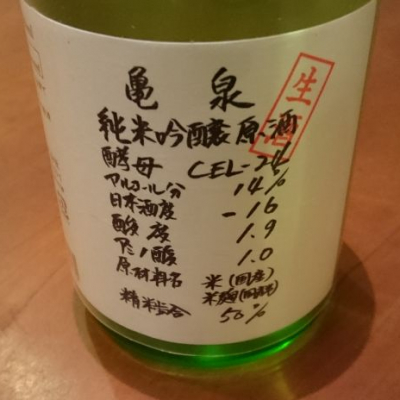 亀泉
純米吟醸原酒
生酒
酵母 CEL-24
アルコール分 14%
日本酒度 -16
酸度 1.9
アミノ酸 1.0
原材料名 米(国産)
米麹(国産米)
精米歩合 50%